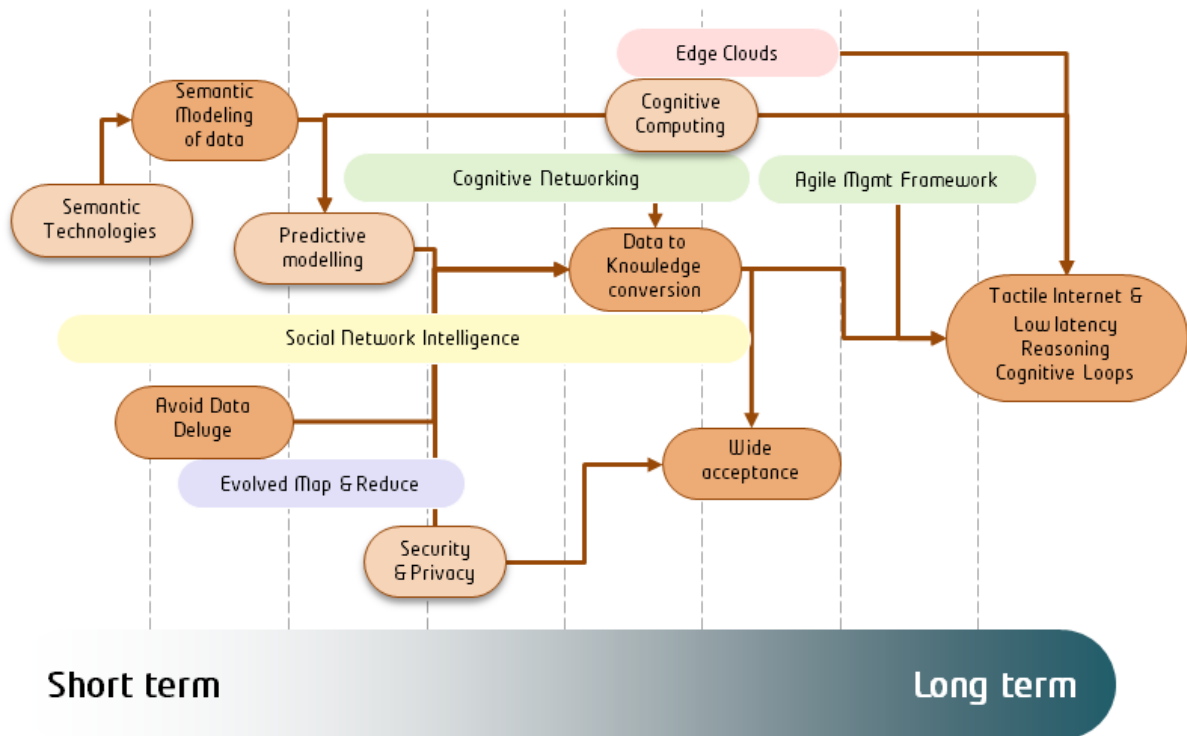 Edge Clouds
Semantic
Modeling
of data
Cognitive
Computing
Cognitive Networking
Agile Mgmt Framework
Semantic
Technologies
Predictive
modelling
Data to
Knowledge
conversion
Tactile Internet &
Low latency
Reasoning
Cognitive Loops
Social Network Intelligence
Avoid Data
Deluge
Wide
acceptance
Evolved Map & Reduce
Security
& Privacy
Short term
Long term